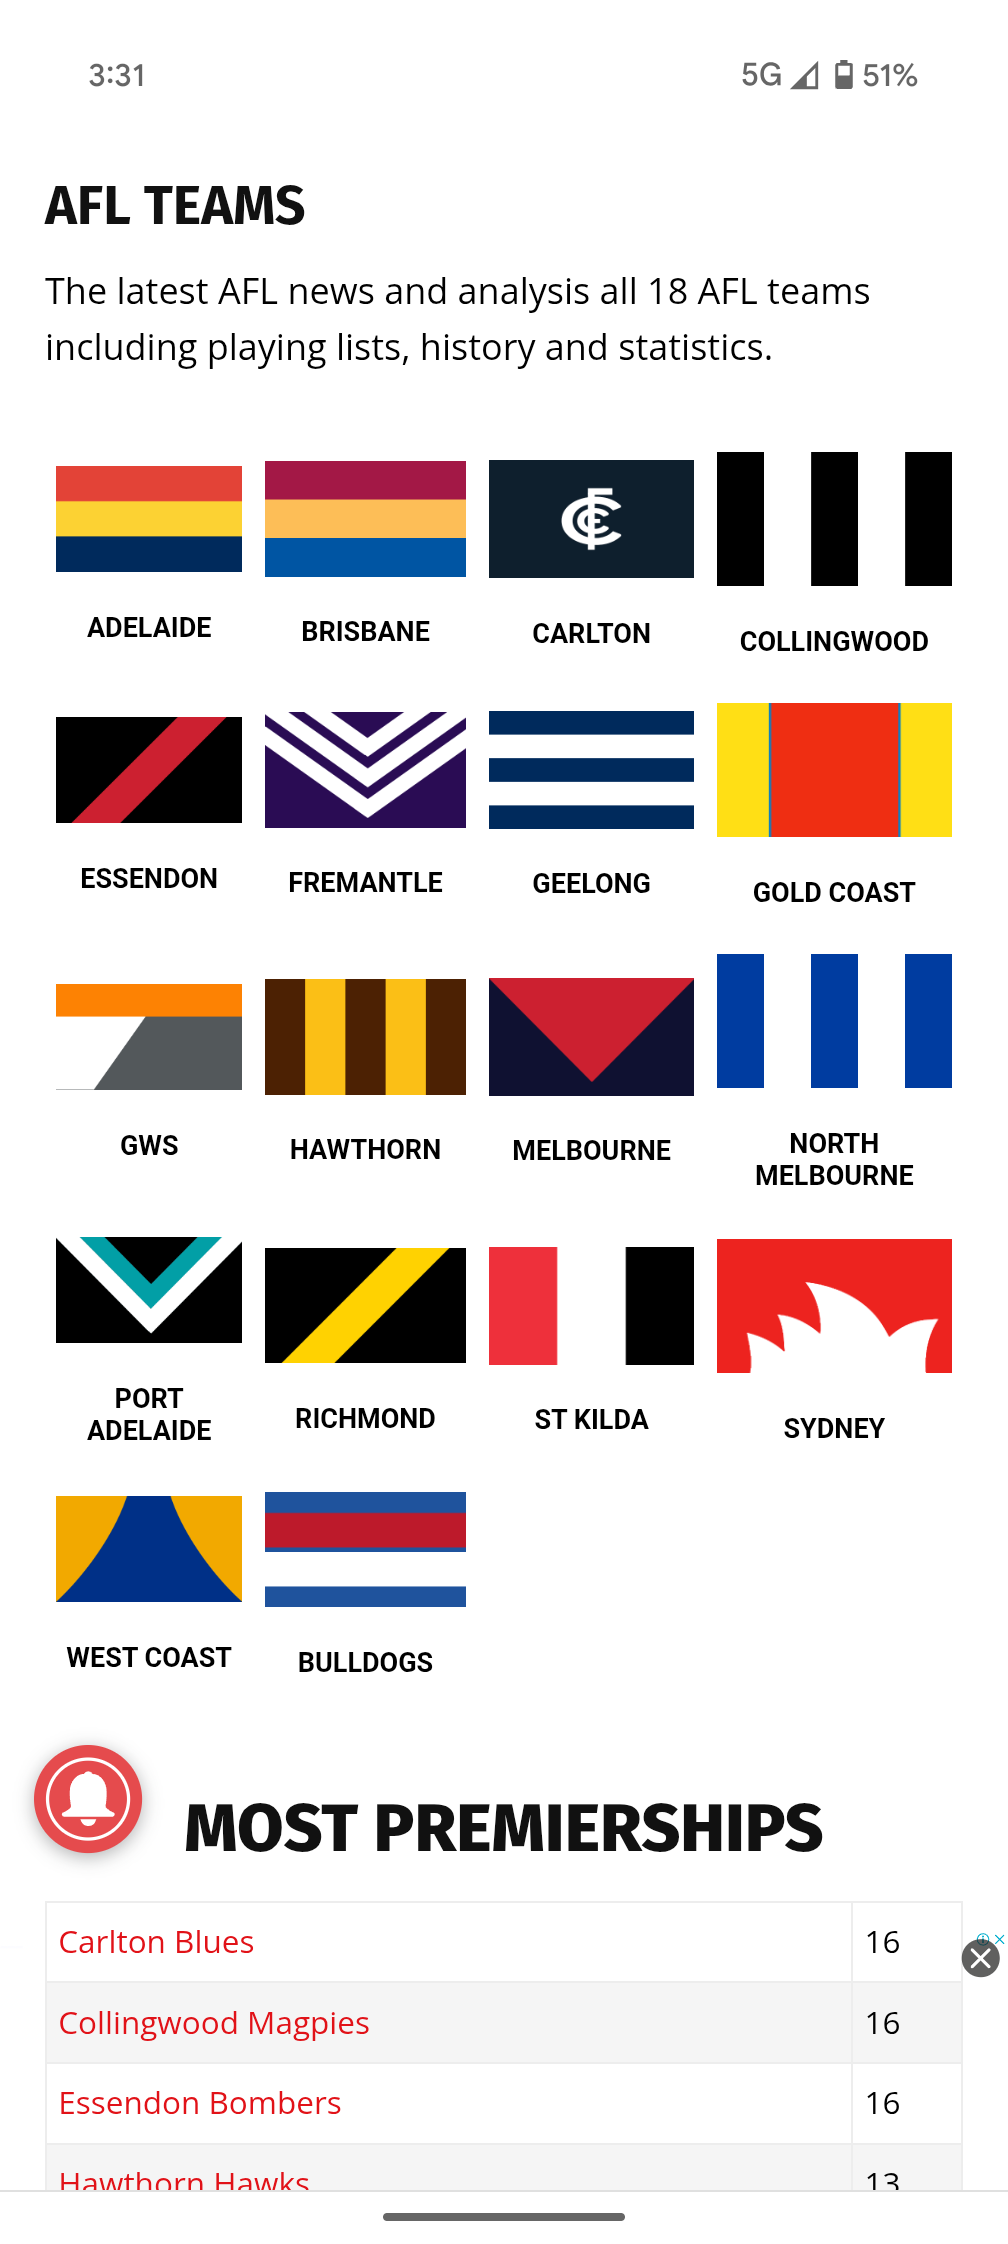 3:31
5G
51%
AFL TEAMS
The latest AFL news and analysis all 18 AFL teams
including playing lists, history and statistics.
CFC
ADELAIDE
BRISBANE
CARLTON
COLLINGWOOD
ESSENDON
FREMANTLE
GEELONG
GOLD COAST
GWS
HAWTHORN
MELBOURNE
NORTH
MELBOURNE
PORT
ADELAIDE
RICHMOND
ST KILDA
SYDNEY
WEST COAST
BULLDOGS
MOST PREMIERSHIPS
Carlton Blues 16
Collingwood Magpies 16
Essendon Bombers 16
Hawthorn Hawks 13